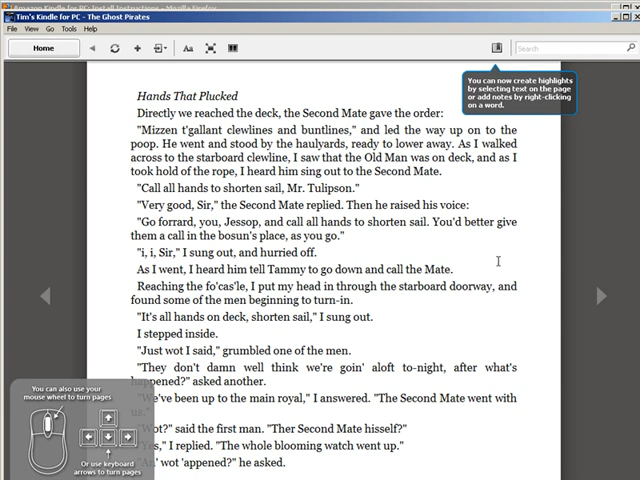 Amazon Kindle for PC: Install Instructions - Mozilla Firefox
Tim's Kindle for PC - The Ghost Pirates
File View Go Tools Help
Home
Aa
Search
You can now create highlights
by selecting text on the page
or add notes by right-clicking
on a word.
Hands That Plucked
Directly we reached the deck, the Second Mate gave the order:
"Mizzen t'gallant clewlines and buntlines," and led the way up on to the
poop. He went and stood by the haulyards, ready to lower away. As I walked
across to the starboard clewline, I saw that the Old Man was on deck, and as I
took hold of the rope, I heard him sing out to the Second Mate.
"Call all hands to shorten sail, Mr. Tulipson."
"Very good, Sir," the Second Mate replied. Then he raised his voice:
"Go forrard, you, Jessop, and call all hands to shorten sail. You'd better give
them a call in the bosun's place, as you go."
"i, i, Sir," I sung out, and hurried off.
As I went, I heard him tell Tammy to go down and call the Mate.
Reaching the fo'cas'le, I put my head in through the starboard doorway, and
found some of the men beginning to turn-in.
"It's all hands on deck, shorten sail," I sung out.
I stepped inside.
"Just wot I said," grumbled one of the men.
"They don't damn well think we're goin' aloft to-night, after what's
happened?" asked another.
"We've been up to the main royal," I answered. "The Second Mate went with
us."
"Wot?" said the first man. "Ther Second Mate hisself?"
"Yes," I replied. "The whole blooming watch went up."
"An' wot 'appened?" he asked.
You can also use your
mouse wheel to turn pages
Or use keyboard
arrows to turn pages